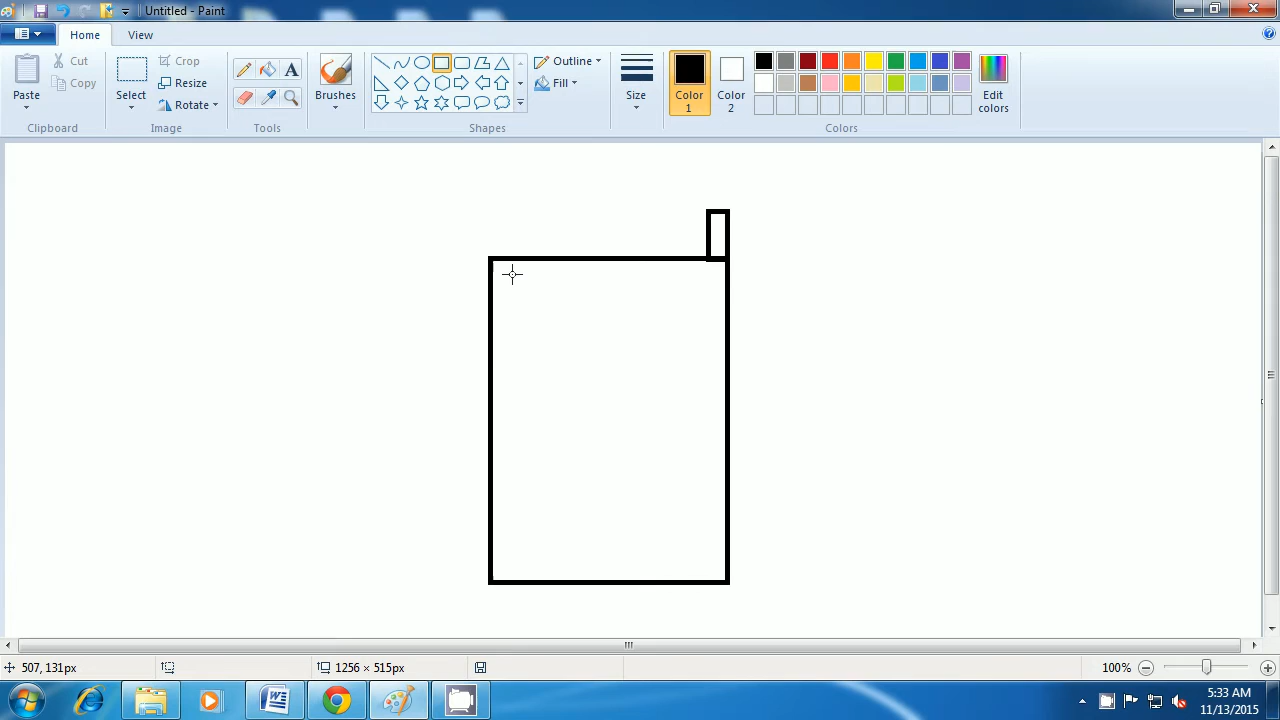 Untitled - Paint
Home View
Paste
Cut
Copy
Clipboard
Select
Crop
Resize
Rotate
Image
A
Tools
Brushes
Shapes
Outline
Fill
Size
Color 1
Color 2
Edit colors
Colors
507, 131px
1256 × 515px
100%
5:33 AM
11/13/2015